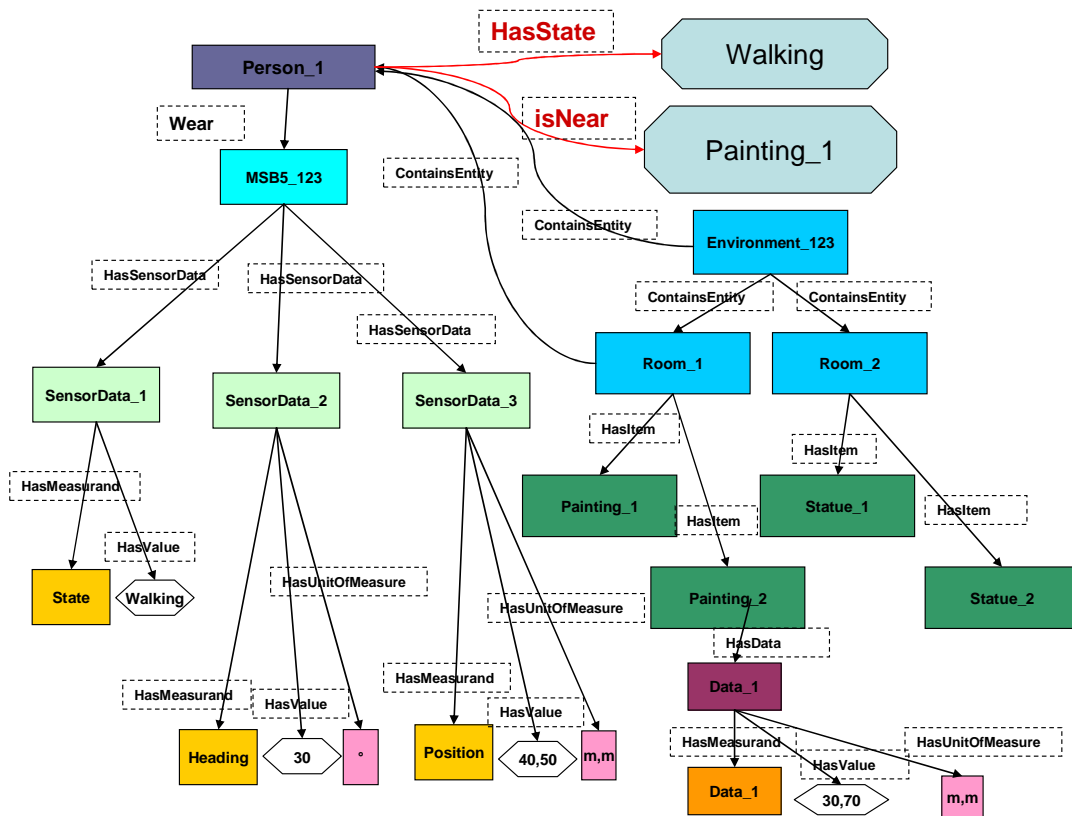 HasState
Walking
Person_1
isNear
Wear
Painting_1
MSB5_123
ContainsEntity
ContainsEntity
Environment_123
HasSensorData
HasSensorData
ContainsEntity
ContainsEntity
HasSensorData
Room_1
Room_2
SensorData_1
SensorData_2
SensorData_3
HasItem
HasItem
HasMeasurand
Painting_1
Statue_1
HasItem
HasItem
HasValue
HasUnitOfMeasure
State
Walking
HasUnitOfMeasure
Painting_2
Statue_2
HasData
HasMeasurand
HasMeasurand
Data_1
HasValue
HasValue
HasMeasurand
HasUnitOfMeasure
Heading
30
°
Position
40,50
m,m
HasValue
Data_1
30,70
m,m